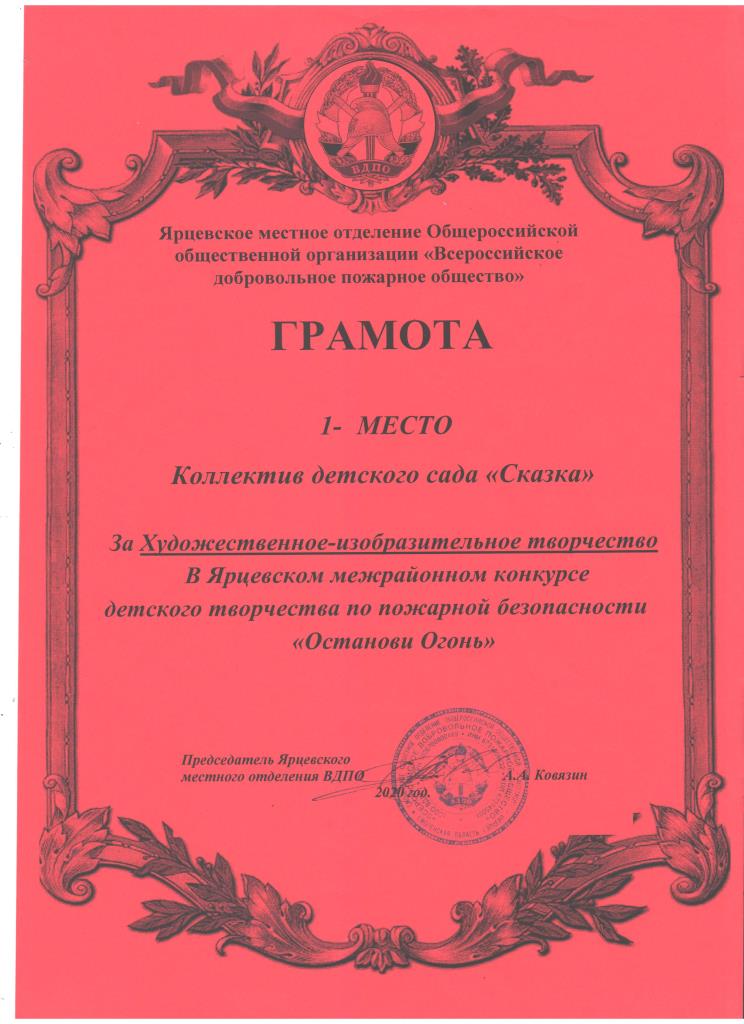 ВДПО
Ярцевское местное отделение Общероссийской
общественной организации «Всероссийское
добровольное пожарное общество»
ГРАМОТА
1- МЕСТО
Коллектив детского сада «Сказка»
За Художественное-изобразительное творчество
В Ярцевском межрайонном конкурсе
детского творчества по пожарной безопасности
«Останови Огонь»
Председатель Ярцевского
местного отделения ВДПО А.А. Ковязин
2020 год.